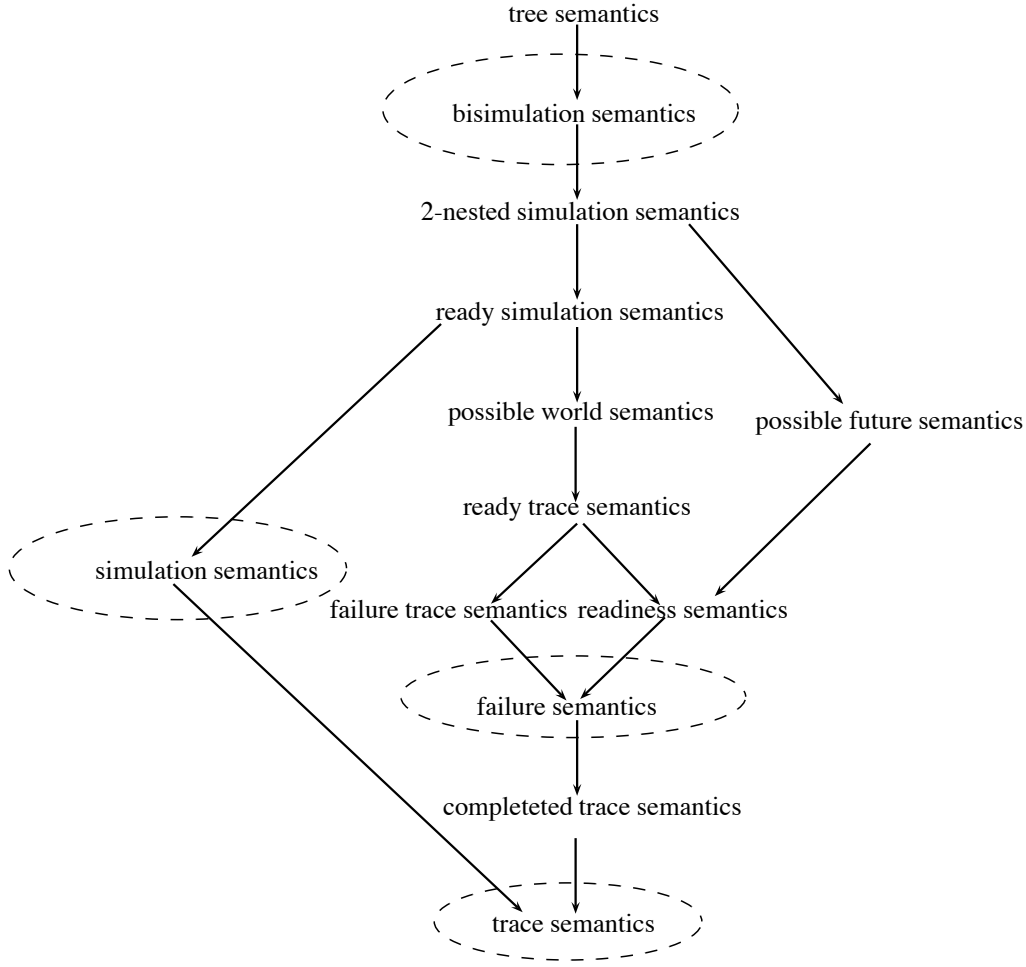 tree semantics
bisimulation semantics
2-nested simulation semantics
ready simulation semantics
possible world semantics
possible future semantics
ready trace semantics
simulation semantics
failure trace semantics
readiness semantics
failure semantics
completeted trace semantics
trace semantics